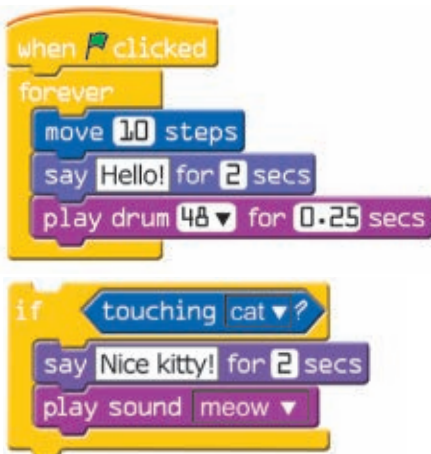 when clicked
forever
move 10 steps
say Hello! for 2 secs
play drum 48 for 0.25 secs
if touching cat ?
say Nice kitty! for 2 secs
play sound meow